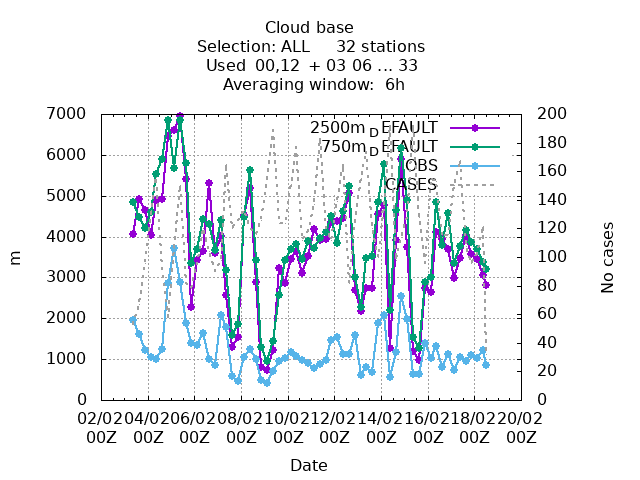 Cloud base
Selection: ALL 32 stations
Used 00,12 + 03 06 ... 33
Averaging window: 6h
7000
6000
5000
4000
3000
2000
1000
0
m
200
180
160
140
120
100
80
60
40
20
0
No cases
2500m DEFAULT
750m DEFAULT
OBS
CASES
02/02 04/02 06/02 08/02 10/02 12/02 14/02 16/02 18/02 20/02
00Z 00Z 00Z 00Z 00Z 00Z 00Z 00Z 00Z 00Z
Date